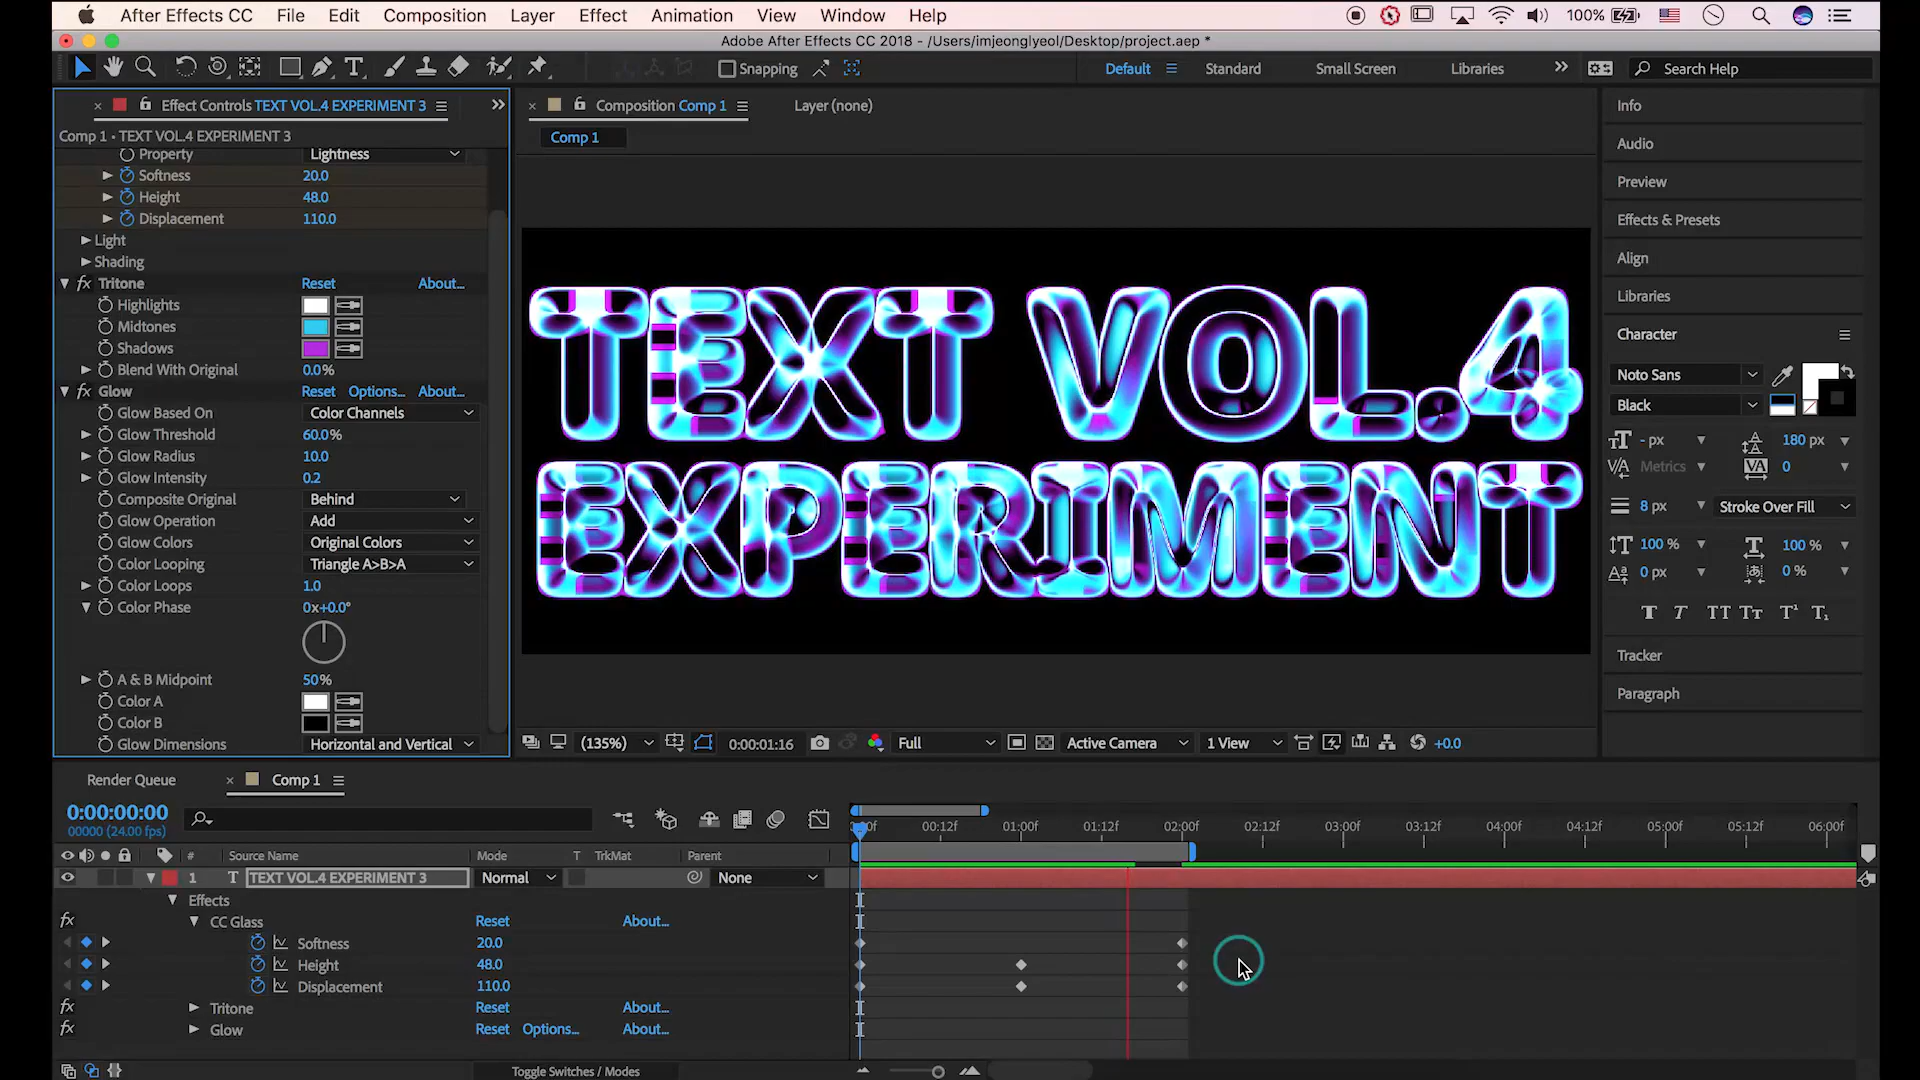 After Effects CC File Edit Composition Layer Effect Animation View Window Help 100%
Adobe After Effects CC 2018 - /Users/imjeonglyeol/Desktop/project.aep *
Snapping Default Standard Small Screen Libraries Search Help
Effect Controls TEXT VOL.4 EXPERIMENT 3
Comp 1 • TEXT VOL.4 EXPERIMENT 3
Property Lightness
Softness 20.0
Height 48.0
Displacement 110.0
Light
Shading
fx Tritone Reset About...
Highlights
Midtones
Shadows
Blend With Original 0.0%
fx Glow Reset Options... About...
Glow Based On Color Channels
Glow Threshold 60.0%
Glow Radius 10.0
Glow Intensity 0.2
Composite Original Behind
Glow Operation Add
Glow Colors Original Colors
Color Looping Triangle A>B>A
Color Loops 1.0
Color Phase 0x+0.0°
A & B Midpoint 50%
Color A
Color B
Glow Dimensions Horizontal and Vertical
Composition Comp 1 Layer (none)
Comp 1
TEXT VOL.4
EXPERIMENT
(135%) 0:00:01:16 Full Active Camera 1 View +0.0
Info
Audio
Preview
Effects & Presets
Align
Libraries
Character
Noto Sans
Black
- px 180 px
Metrics 0
8 px Stroke Over Fill
100 % 100 %
0 px 0 %
T T TT Tt T¹ T₁
Tracker
Paragraph
Render Queue Comp 1
0:00:00:00
00000 (24.00 fps)
00f 00:12f 01:00f 01:12f 02:00f 02:12f 03:00f 03:12f 04:00f 04:12f 05:00f 05:12f 06:00f
# Source Name Mode T TrkMat Parent
1 T TEXT VOL.4 EXPERIMENT 3 Normal None
Effects
fx CC Glass Reset About...
Softness 20.0
Height 48.0
Displacement 110.0
fx Tritone Reset About...
fx Glow Reset Options... About...
Toggle Switches / Modes